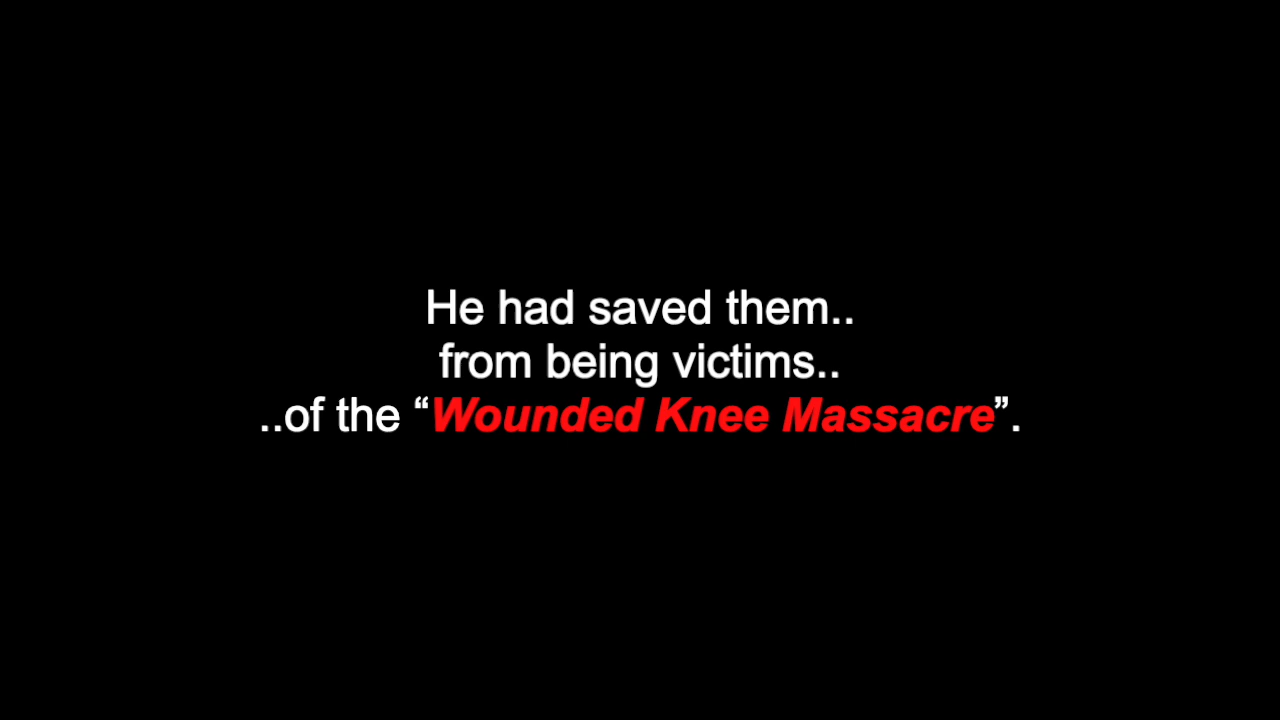 He had saved them..
from being victims..
..of the “Wounded Knee Massacre”.